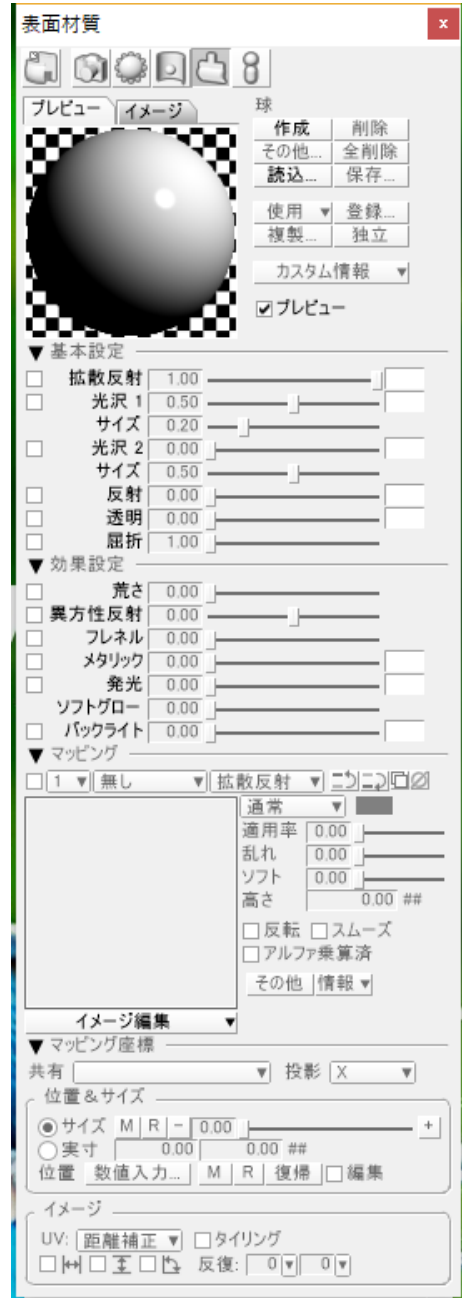 表面材質
x
プレビュー イメージ 球
作成 削除
その他... 全削除
読込... 保存...
使用 ▼ 登録...
複製... 独立
カスタム情報 ▼
プレビュー
▼ 基本設定
拡散反射 1.00
光沢 1 0.50
サイズ 0.20
光沢 2 0.00
サイズ 0.50
反射 0.00
透明 0.00
屈折 1.00
▼ 効果設定
荒さ 0.00
異方性反射 0.00
フレネル 0.00
メタリック 0.00
発光 0.00
ソフトグロー 0.00
バックライト 0.00
▼ マッピング
1 ▼ 無し ▼ 拡散反射 ▼
通常 ▼
適用率 0.00
乱れ 0.00
ソフト 0.00
高さ 0.00 ##
反転 スムーズ
アルファ乗算済
その他 情報 ▼
イメージ編集 ▼
▼ マッピング座標
共有 ▼ 投影 X ▼
位置&サイズ
サイズ M R - 0.00 +
実寸 0.00 0.00 ##
位置 数値入力... M R 復帰 編集
イメージ
UV: 距離補正 ▼ タイリング
反復: 0 ▼ 0 ▼